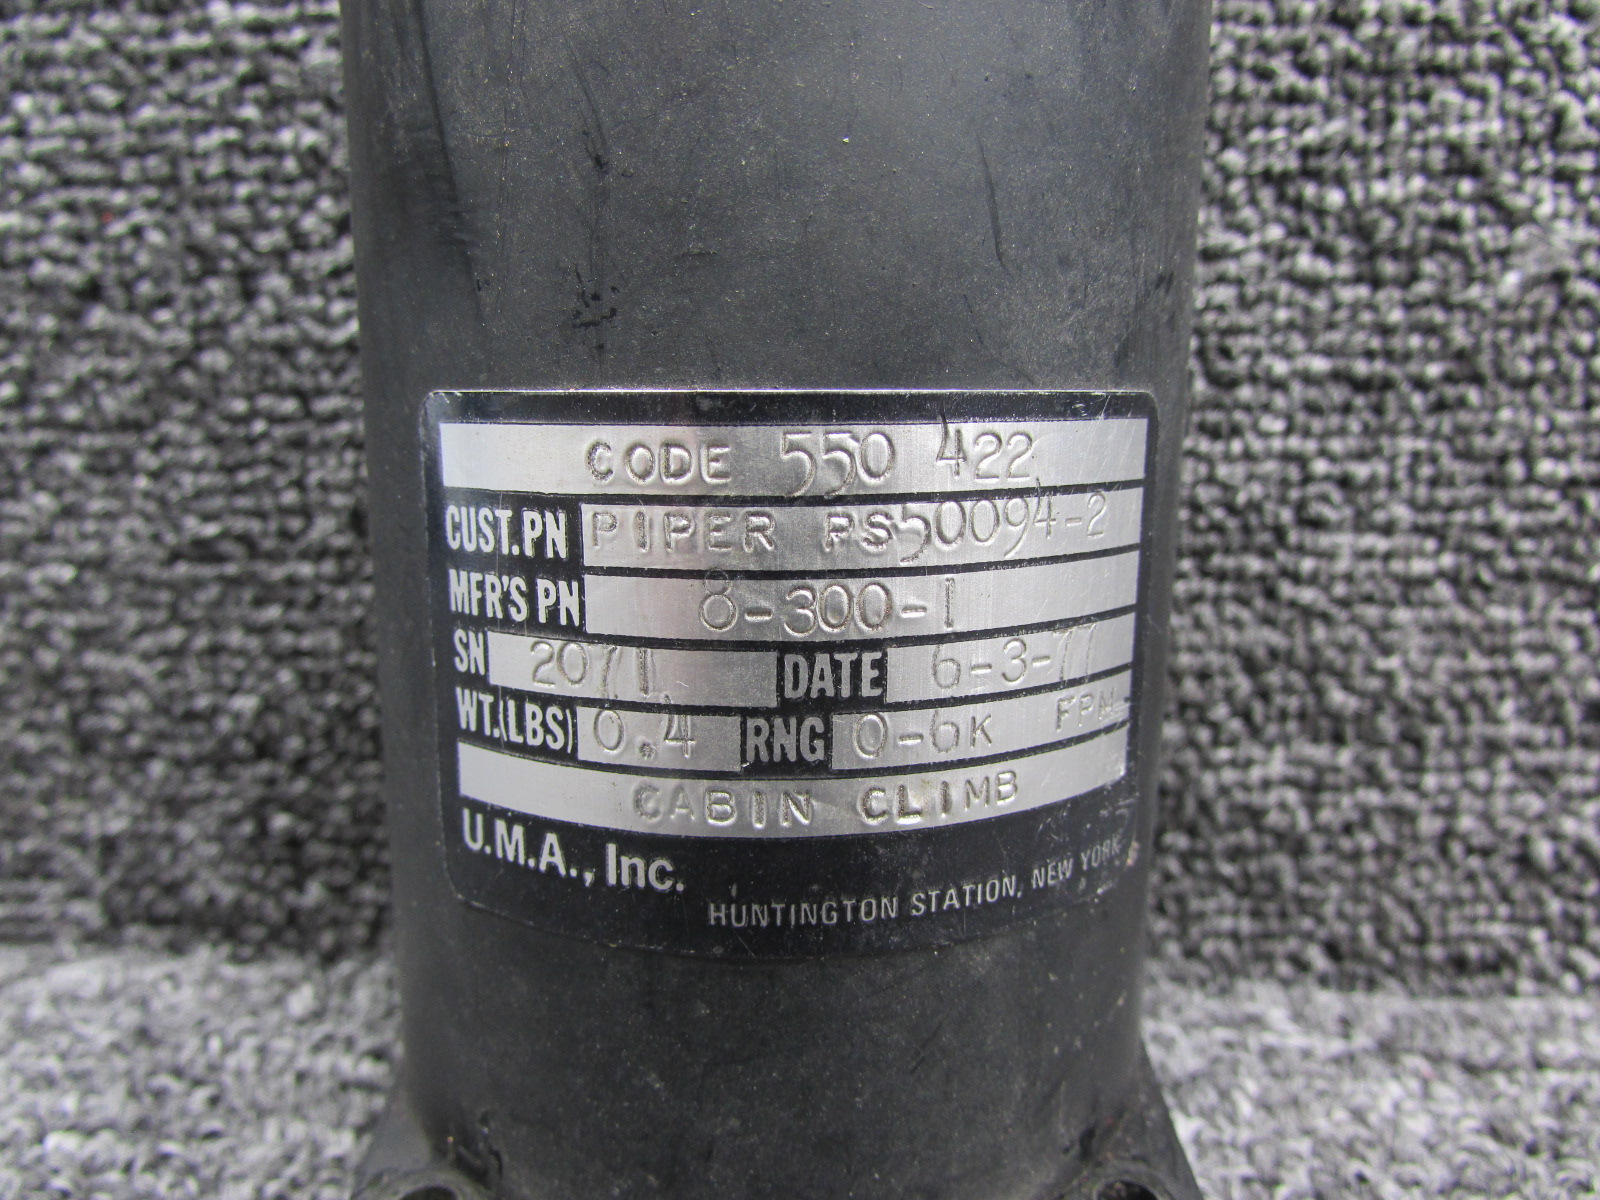 CODE 550 422
CUST.PN PIPER PS50094-2
MFR'S PN 8-300-1
SN 2071 DATE 6-3-77
WT.(LBS) 0.4 RNG 0-6K FPM
CABIN CLIMB
U.M.A., Inc.
HUNTINGTON STATION, NEW YORK